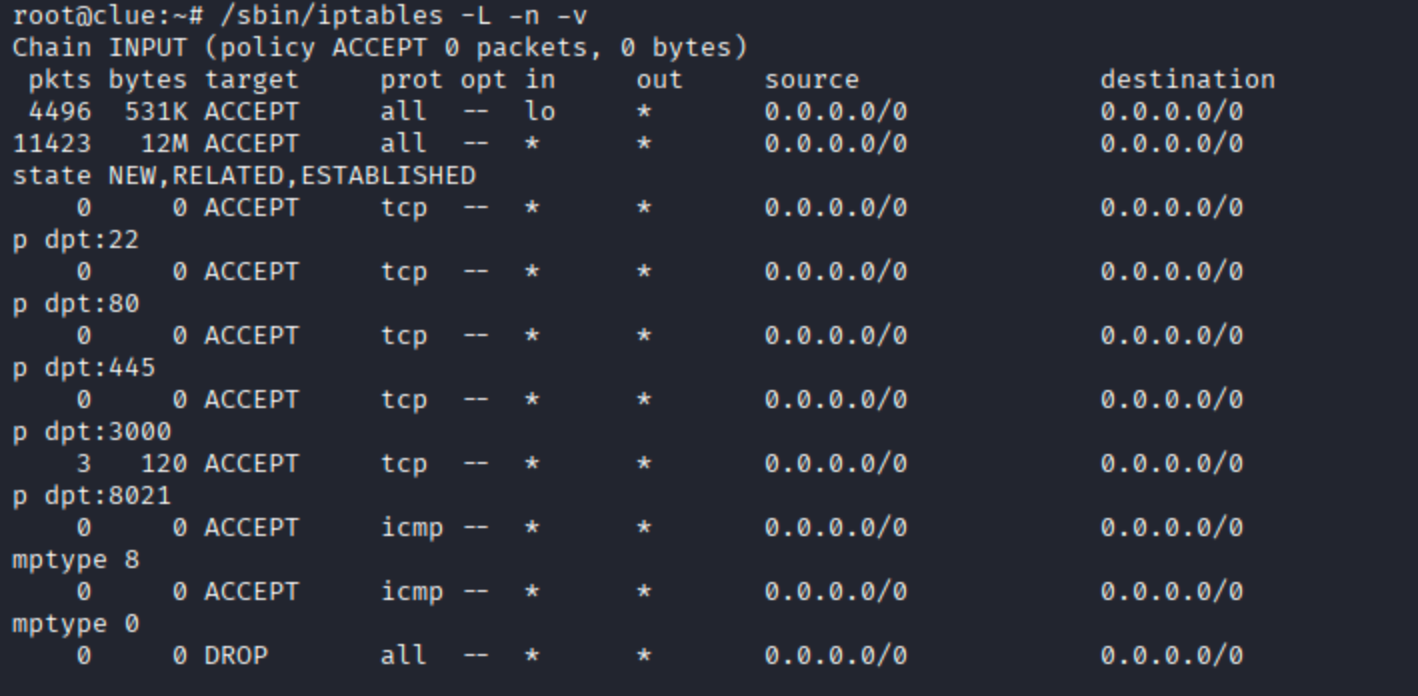 root@clue:~# /sbin/iptables -L -n -v
Chain INPUT (policy ACCEPT 0 packets, 0 bytes)
 pkts bytes target     prot opt in     out     source               destination
 4496  531K ACCEPT     all  --  lo     *       0.0.0.0/0            0.0.0.0/0
11423   12M ACCEPT     all  --  *      *       0.0.0.0/0            0.0.0.0/0
state NEW,RELATED,ESTABLISHED
    0     0 ACCEPT     tcp  --  *      *       0.0.0.0/0            0.0.0.0/0
p dpt:22
    0     0 ACCEPT     tcp  --  *      *       0.0.0.0/0            0.0.0.0/0
p dpt:80
    0     0 ACCEPT     tcp  --  *      *       0.0.0.0/0            0.0.0.0/0
p dpt:445
    0     0 ACCEPT     tcp  --  *      *       0.0.0.0/0            0.0.0.0/0
p dpt:3000
    3   120 ACCEPT     tcp  --  *      *       0.0.0.0/0            0.0.0.0/0
p dpt:8021
    0     0 ACCEPT     icmp --  *      *       0.0.0.0/0            0.0.0.0/0
mptype 8
    0     0 ACCEPT     icmp --  *      *       0.0.0.0/0            0.0.0.0/0
mptype 0
    0     0 DROP       all  --  *      *       0.0.0.0/0            0.0.0.0/0